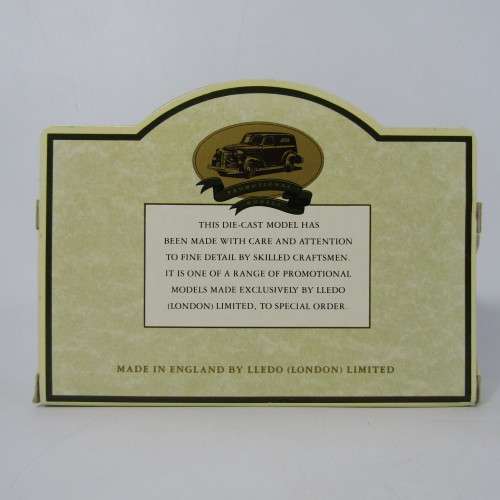 PROMOTIONAL
MODEL
THIS DIE-CAST MODEL HAS
BEEN MADE WITH CARE AND ATTENTION
TO FINE DETAIL BY SKILLED CRAFTSMEN.
IT IS ONE OF A RANGE OF PROMOTIONAL
MODELS MADE EXCLUSIVELY BY LLEDO
(LONDON) LIMITED, TO SPECIAL ORDER.
MADE IN ENGLAND BY LLEDO (LONDON) LIMITED